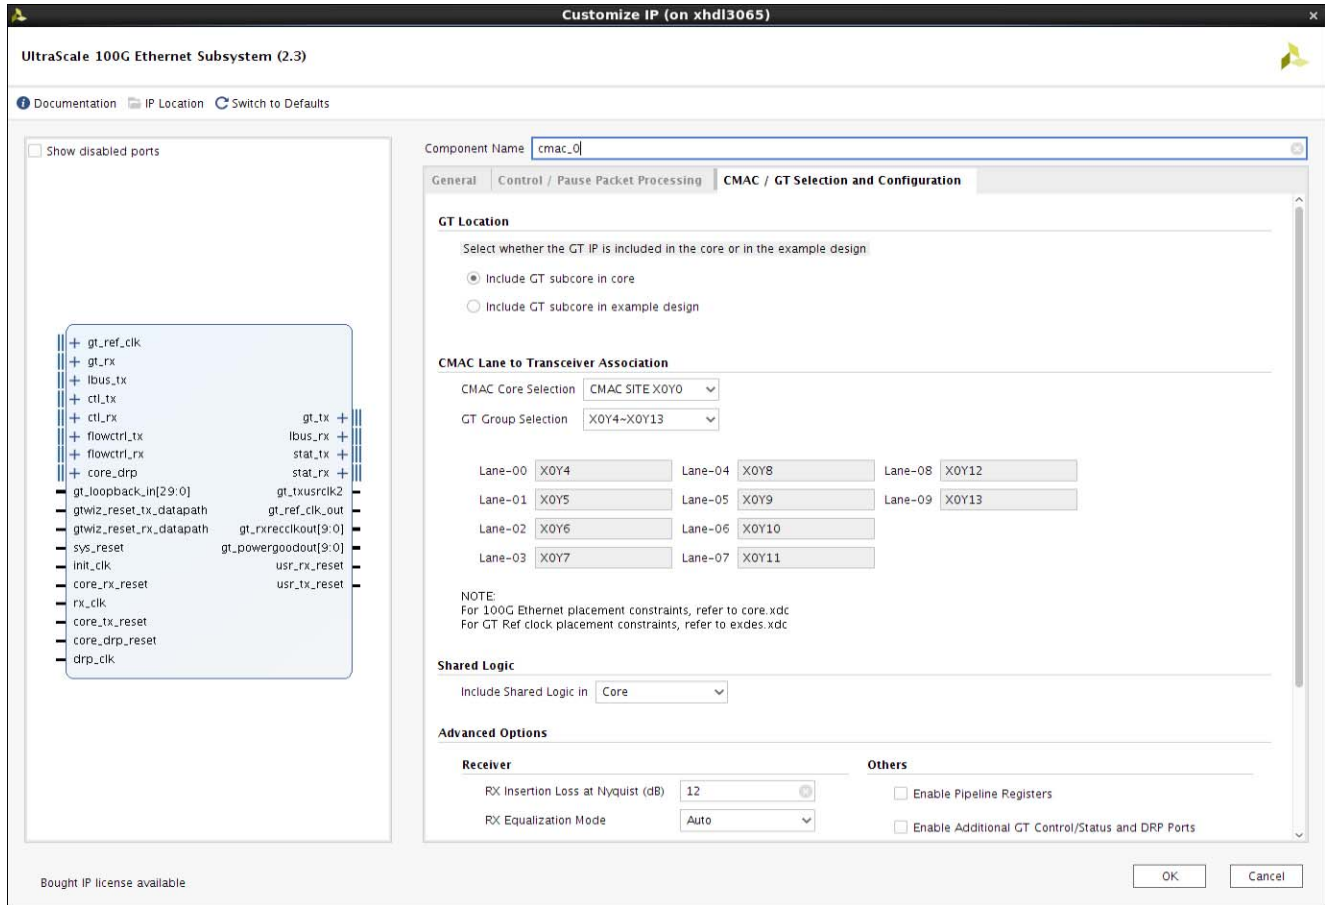 Customize IP (on xhdl3065)
UltraScale 100G Ethernet Subsystem (2.3)
Documentation IP Location Switch to Defaults
Show disabled ports
gt_ref_clk
gt_rx
lbus_tx
ctl_tx
ctl_rx
flowctrl_tx
flowctrl_rx
core_drp
gt_loopback_in[29:0]
gtwiz_reset_tx_datapath
gtwiz_reset_rx_datapath
sys_reset
init_clk
core_rx_reset
rx_clk
core_tx_reset
core_drp_reset
drp_clk
gt_tx
lbus_rx
stat_tx
stat_rx
gt_txusrclk2
gt_ref_clk_out
gt_rxrecclkout[9:0]
gt_powergoodout[9:0]
usr_rx_reset
usr_tx_reset
Component Name cmac_0
General Control / Pause Packet Processing CMAC / GT Selection and Configuration
GT Location
Select whether the GT IP is included in the core or in the example design
Include GT subcore in core
Include GT subcore in example design
CMAC Lane to Transceiver Association
CMAC Core Selection CMAC SITE X0Y0
GT Group Selection X0Y4~X0Y13
Lane-00 X0Y4 Lane-04 X0Y8 Lane-08 X0Y12
Lane-01 X0Y5 Lane-05 X0Y9 Lane-09 X0Y13
Lane-02 X0Y6 Lane-06 X0Y10
Lane-03 X0Y7 Lane-07 X0Y11
NOTE:
For 100G Ethernet placement constraints, refer to core.xdc
For GT Ref clock placement constraints, refer to exdes.xdc
Shared Logic
Include Shared Logic in Core
Advanced Options
Receiver Others
RX Insertion Loss at Nyquist (dB) 12 Enable Pipeline Registers
RX Equalization Mode Auto Enable Additional GT Control/Status and DRP Ports
Bought IP license available
OK Cancel